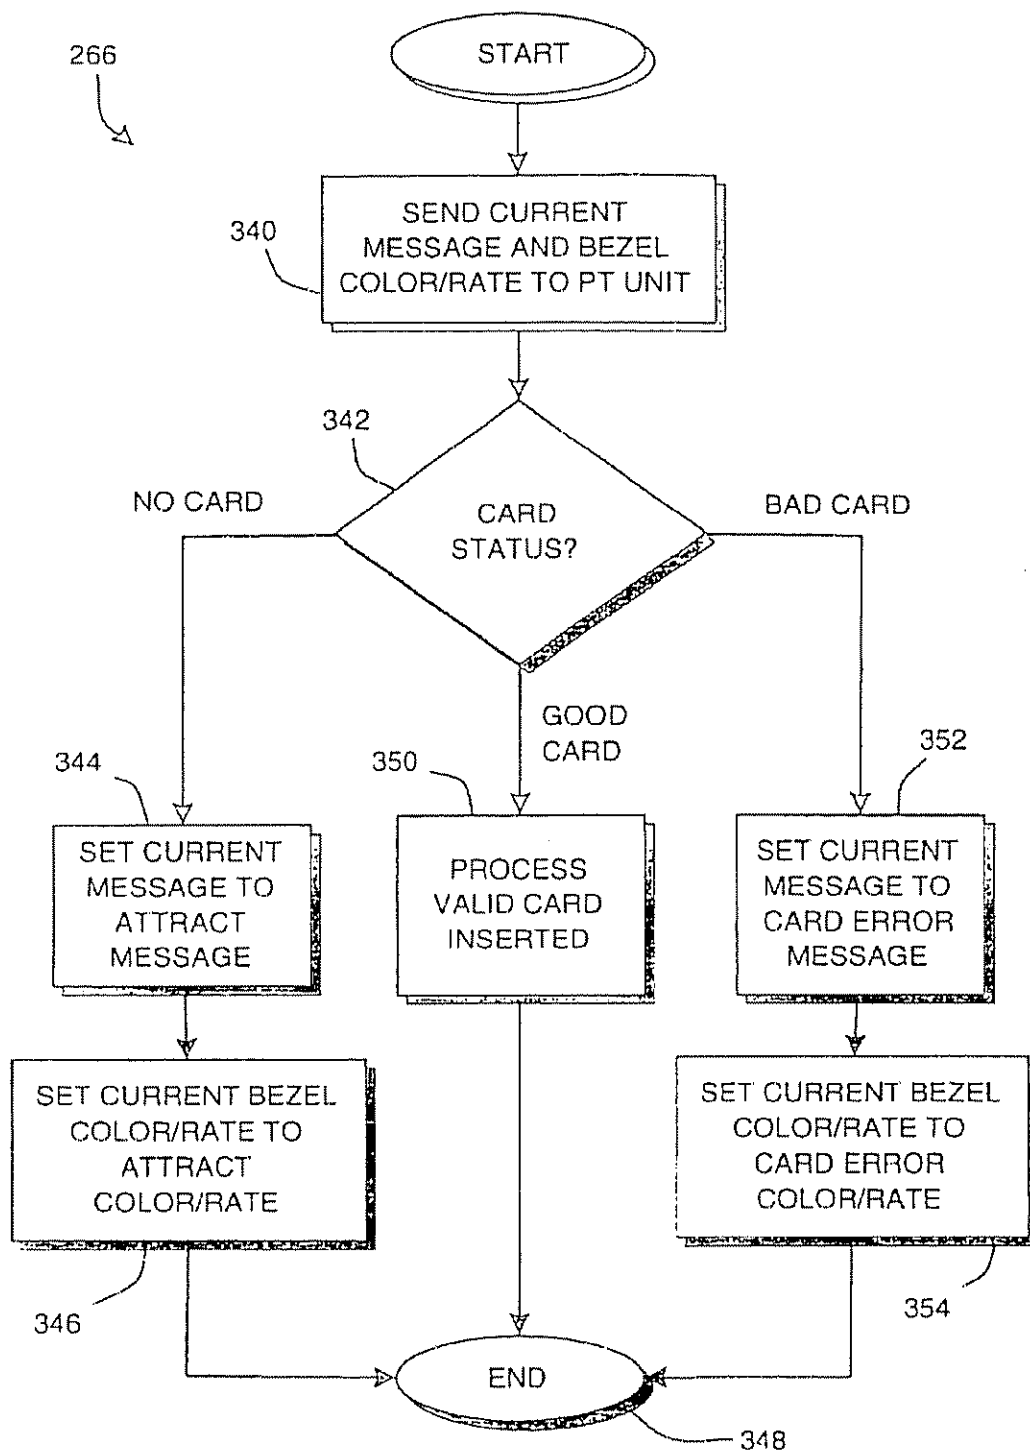 START
266
SEND CURRENT
MESSAGE AND BEZEL
COLOR/RATE TO PT UNIT
340
342
CARD
STATUS?
NO CARD
BAD CARD
GOOD
CARD
344
SET CURRENT
MESSAGE TO
ATTRACT
MESSAGE
350
PROCESS
VALID CARD
INSERTED
352
SET CURRENT
MESSAGE TO
CARD ERROR
MESSAGE
SET CURRENT BEZEL
COLOR/RATE TO
ATTRACT
COLOR/RATE
346
SET CURRENT BEZEL
COLOR/RATE TO
CARD ERROR
COLOR/RATE
354
END
348